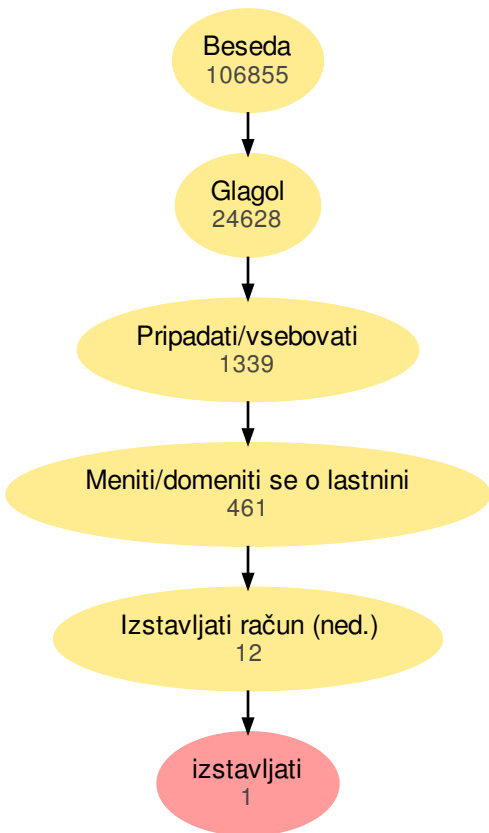 Beseda
106855
Glagol
24628
Pripadati/vsebovati
1339
Meniti/domeniti se o lastnini
461
Izstavljati račun (ned.)
12
izstavljati
1